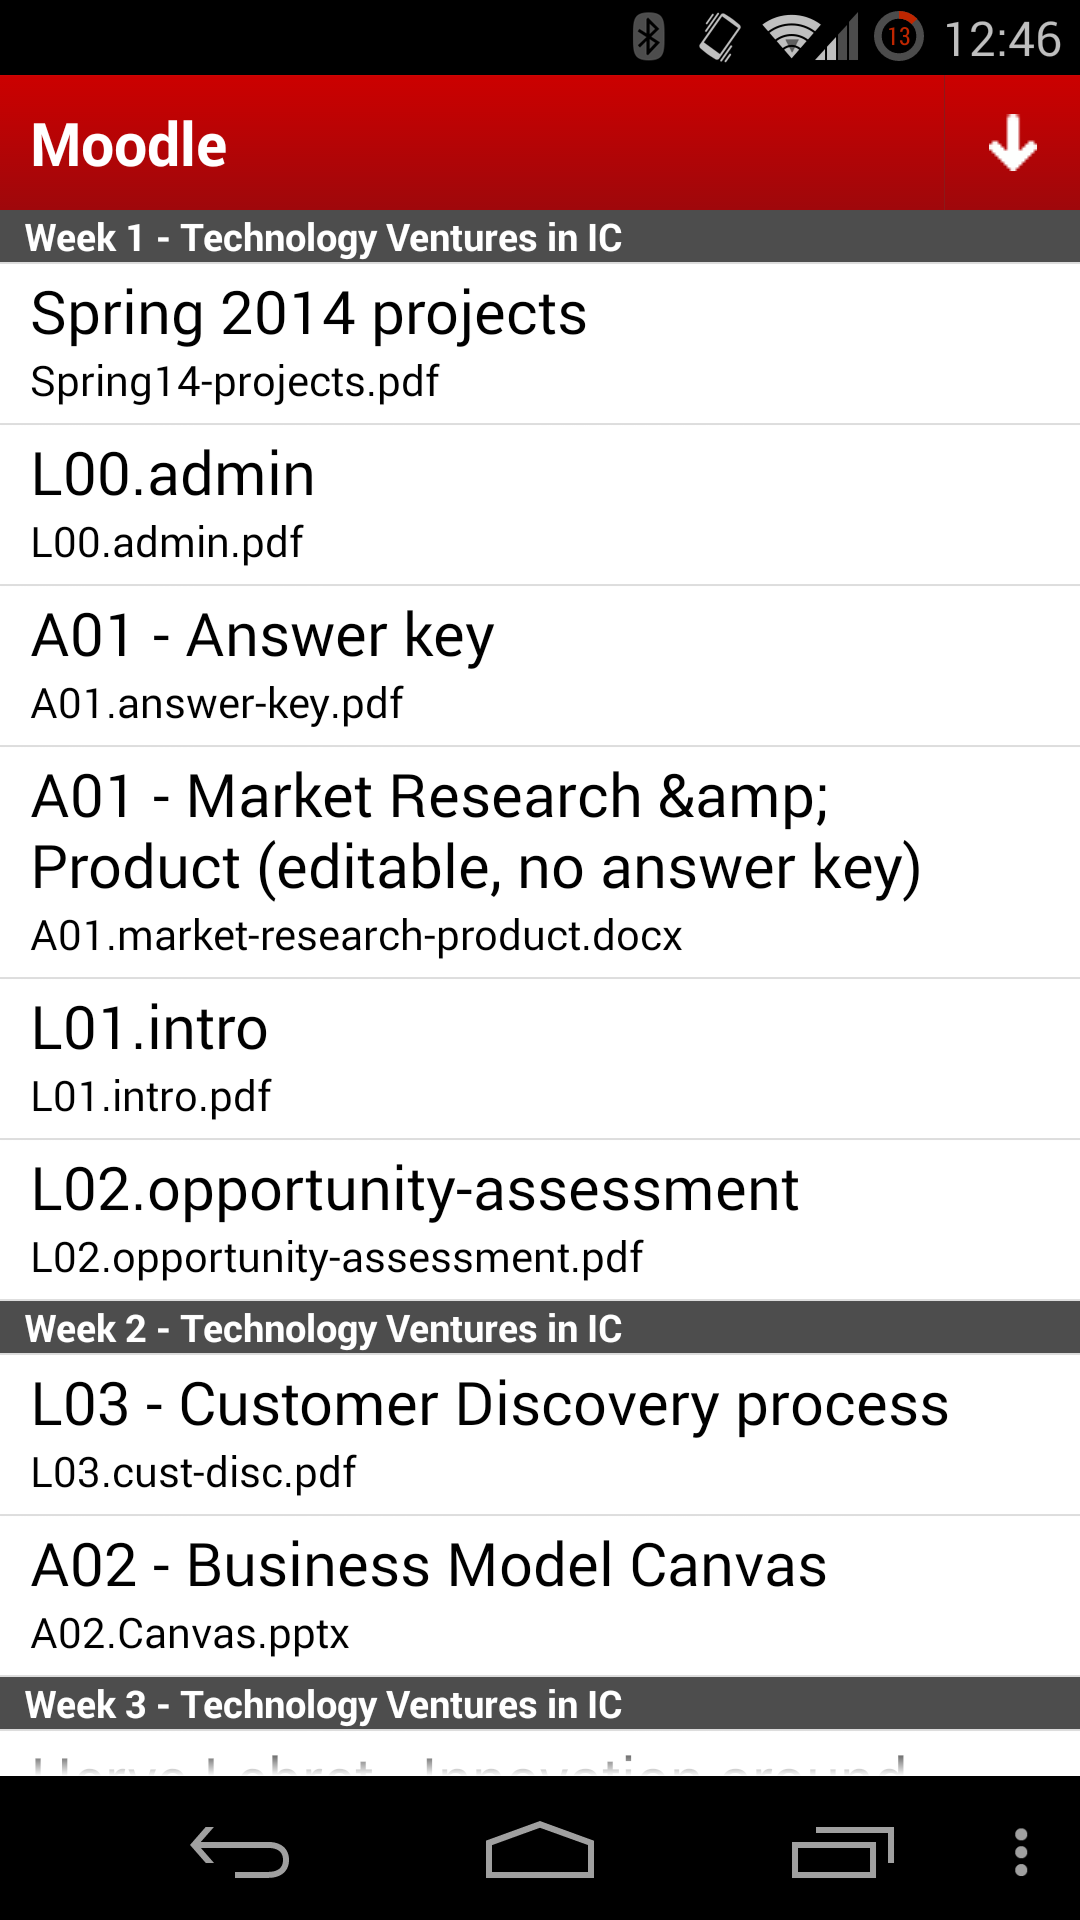 13 12:46
Moodle
Week 1 - Technology Ventures in IC
Spring 2014 projects
Spring14-projects.pdf
L00.admin
L00.admin.pdf
A01 - Answer key
A01.answer-key.pdf
A01 - Market Research &amp;amp;
Product (editable, no answer key)
A01.market-research-product.docx
L01.intro
L01.intro.pdf
L02.opportunity-assessment
L02.opportunity-assessment.pdf
Week 2 - Technology Ventures in IC
L03 - Customer Discovery process
L03.cust-disc.pdf
A02 - Business Model Canvas
A02.Canvas.pptx
Week 3 - Technology Ventures in IC